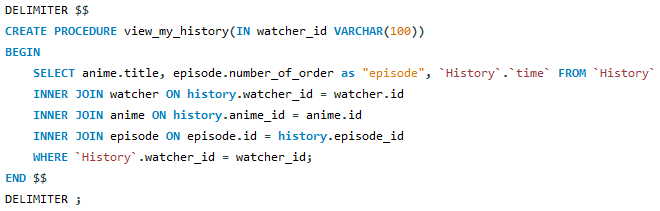 DELIMITER $$
CREATE PROCEDURE view_my_history(IN watcher_id VARCHAR(100))
BEGIN
    SELECT anime.title, episode.number_of_order as "episode", `History`.`time` FROM `History`
    INNER JOIN watcher ON history.watcher_id = watcher.id
    INNER JOIN anime ON history.anime_id = anime.id
    INNER JOIN episode ON episode.id = history.episode_id
    WHERE `History`.watcher_id = watcher_id;
END $$
DELIMITER ;